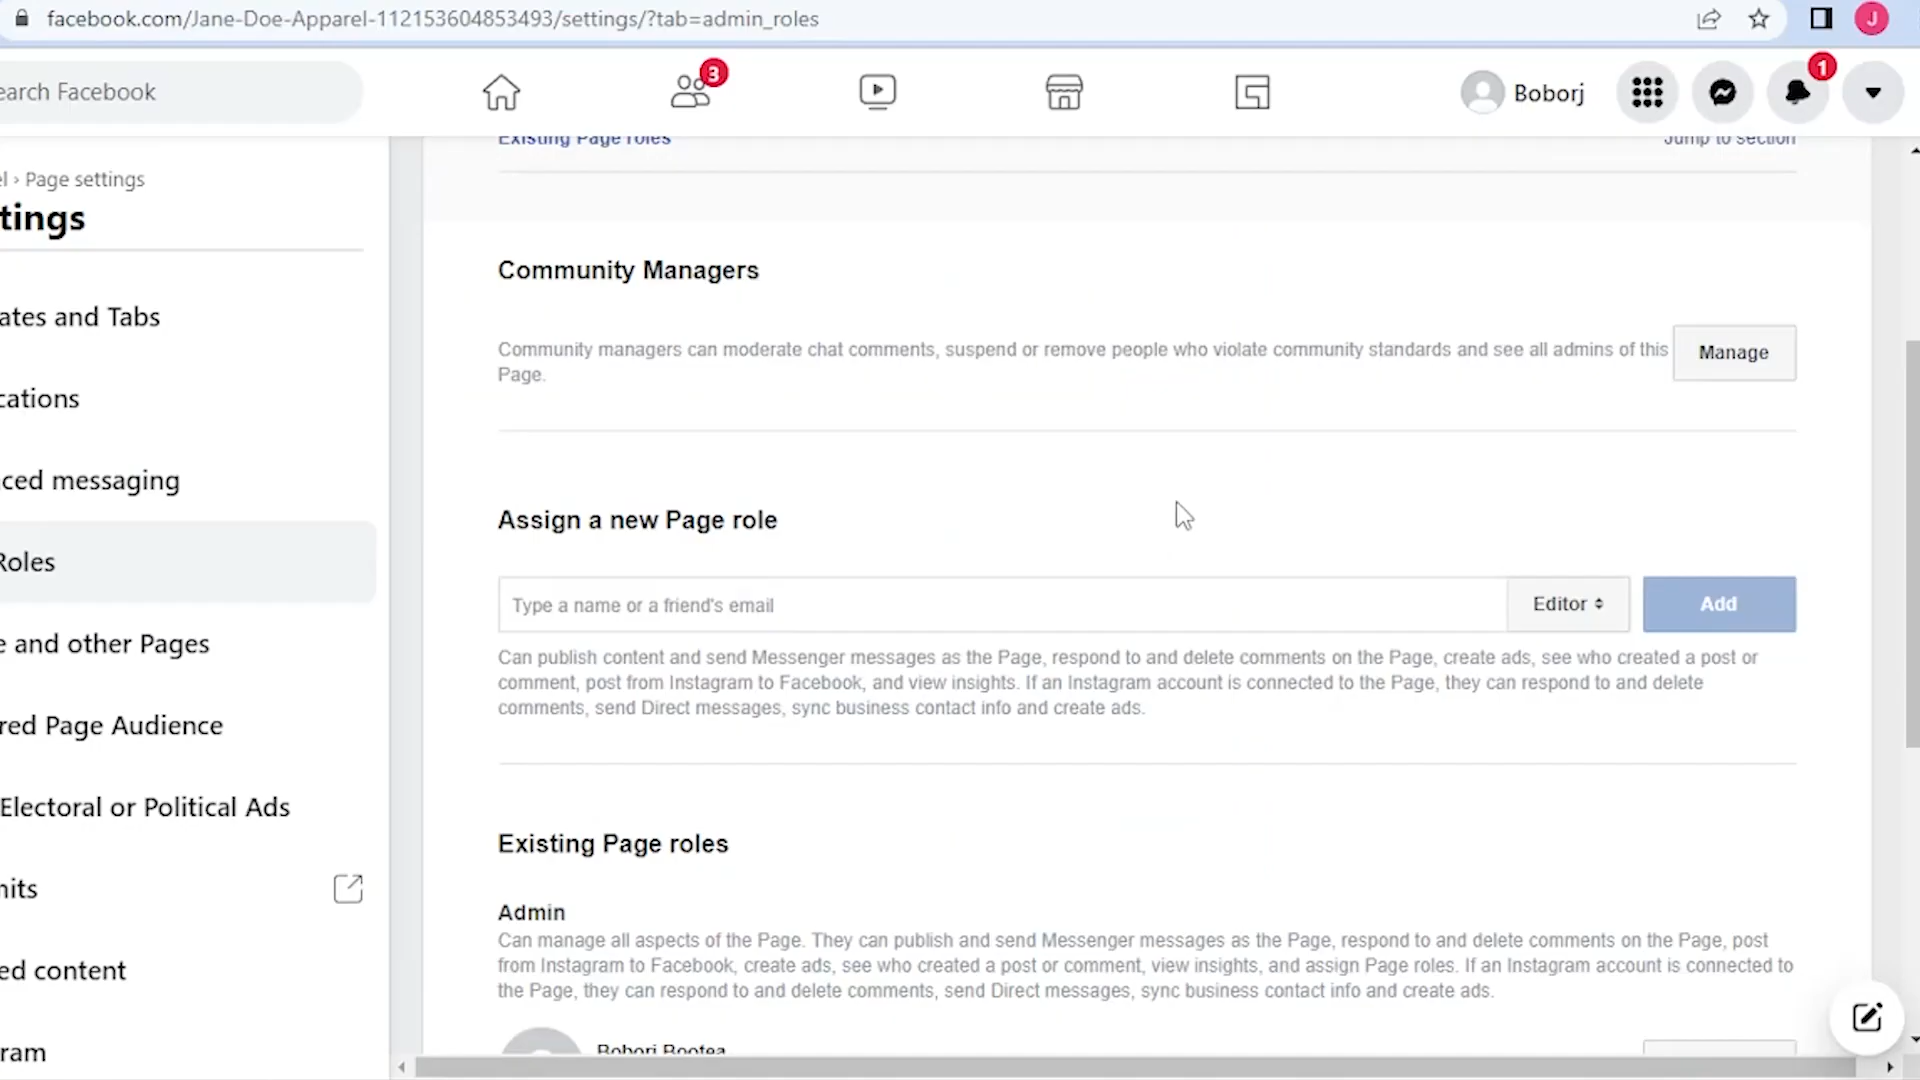 facebook.com/Jane-Doe-Apparel-112153604853493/settings/?tab=admin_roles
J
earch Facebook
3
Boborj
1
el › Page settings
tings
ates and Tabs
cations
ced messaging
Roles
e and other Pages
red Page Audience
Electoral or Political Ads
nits
ed content
ram
Existing Page roles
Jump to section
Community Managers
Community managers can moderate chat comments, suspend or remove people who violate community standards and see all admins of this
Page.
Manage
Assign a new Page role
Type a name or a friend's email
Editor
Add
Can publish content and send Messenger messages as the Page, respond to and delete comments on the Page, create ads, see who created a post or
comment, post from Instagram to Facebook, and view insights. If an Instagram account is connected to the Page, they can respond to and delete
comments, send Direct messages, sync business contact info and create ads.
Existing Page roles
Admin
Can manage all aspects of the Page. They can publish and send Messenger messages as the Page, respond to and delete comments on the Page, post
from Instagram to Facebook, create ads, see who created a post or comment, view insights, and assign Page roles. If an Instagram account is connected to
the Page, they can respond to and delete comments, send Direct messages, sync business contact info and create ads.